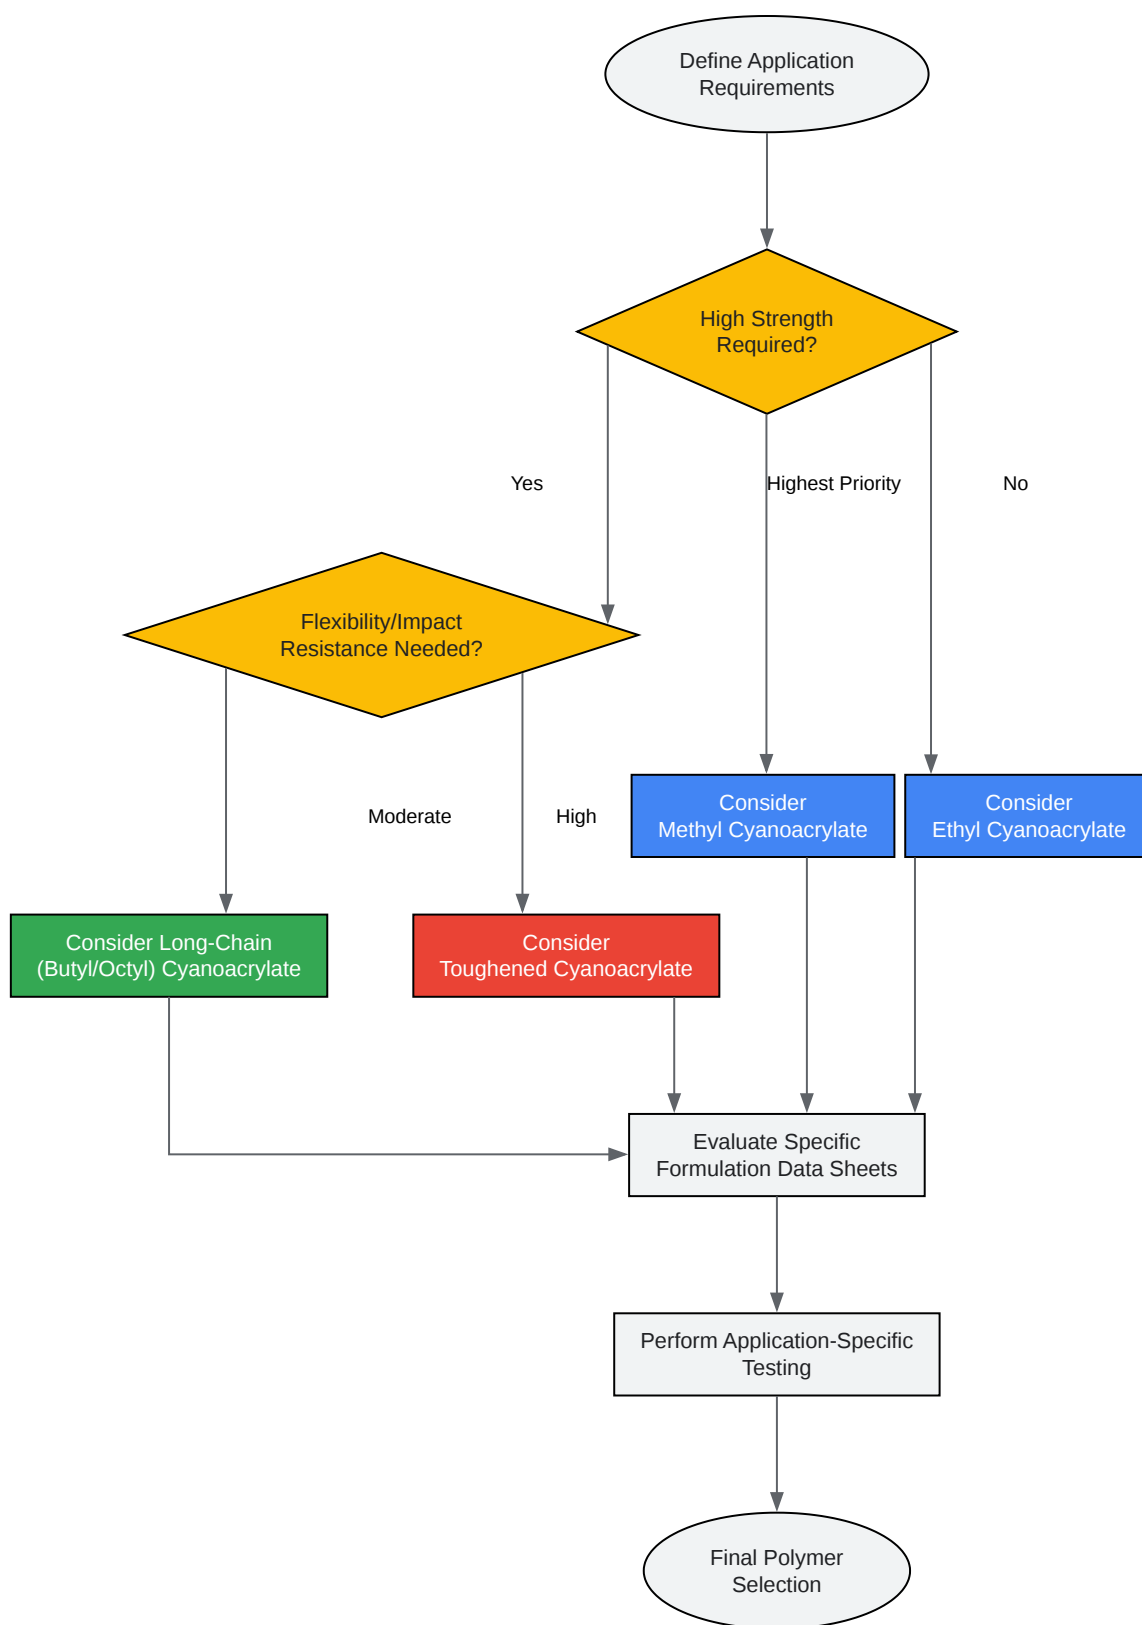 Define Application
Requirements
High Strength
Required?
Yes
Highest Priority
No
Flexibility/Impact
Resistance Needed?
Moderate
High
Consider
Methyl Cyanoacrylate
Consider
Ethyl Cyanoacrylate
Consider Long-Chain
(Butyl/Octyl) Cyanoacrylate
Consider
Toughened Cyanoacrylate
Evaluate Specific
Formulation Data Sheets
Perform Application-Specific
Testing
Final Polymer
Selection